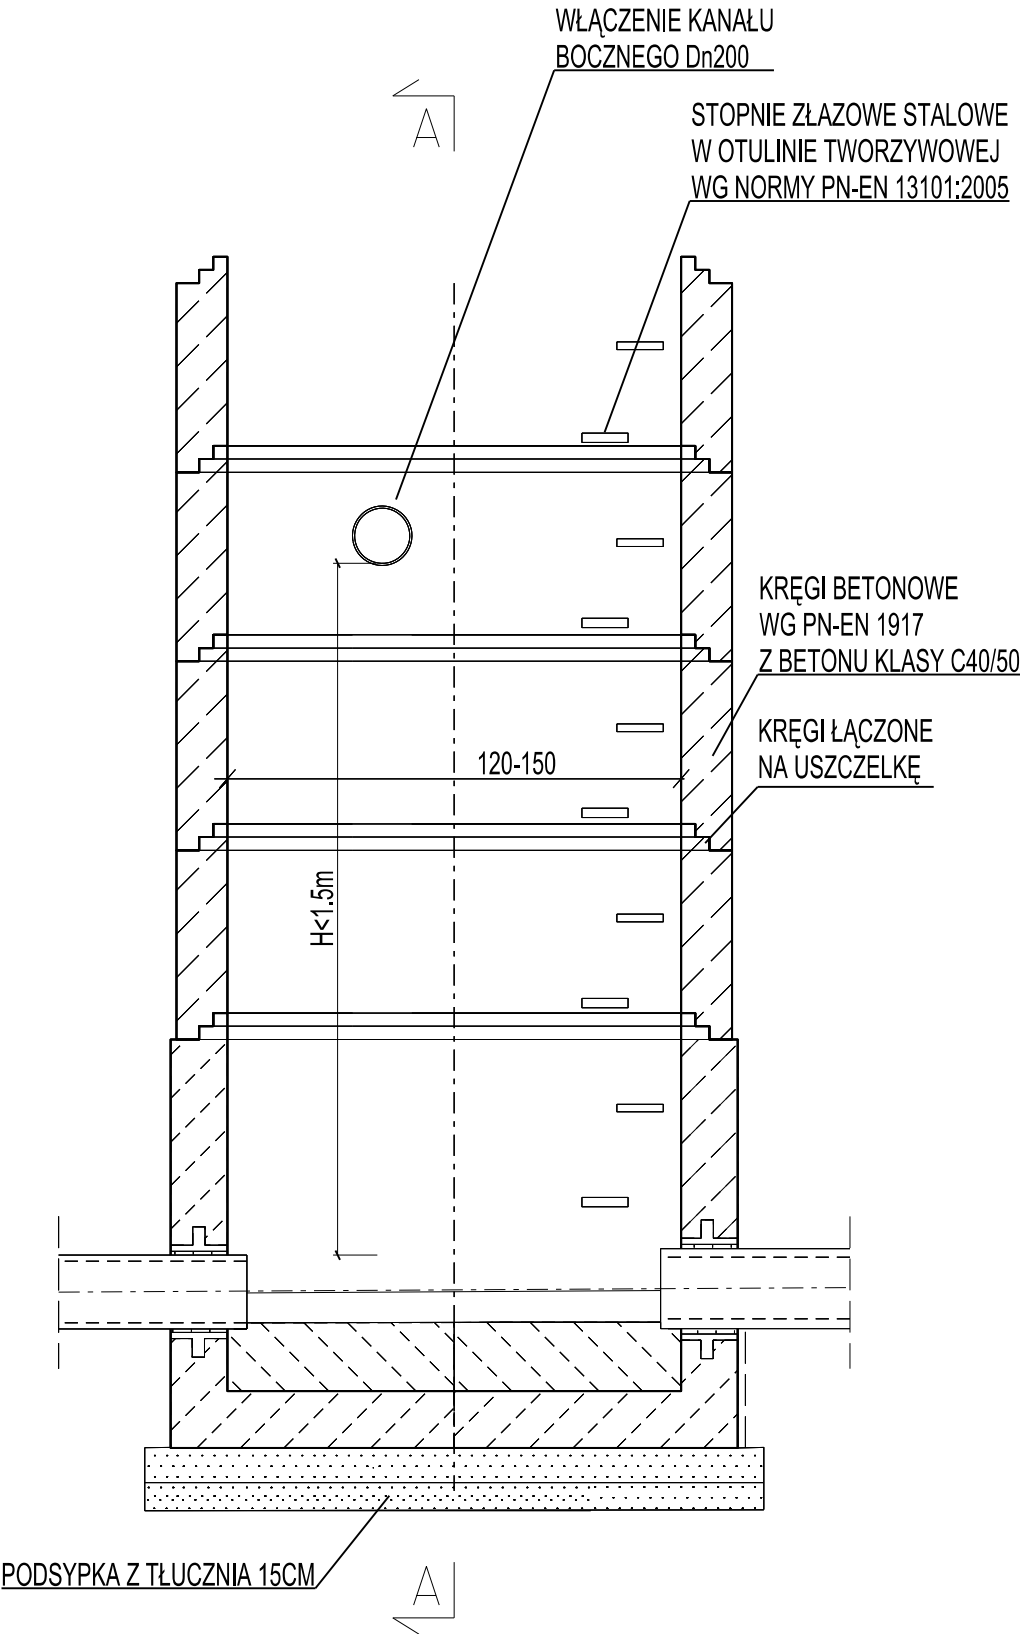 WŁĄCZENIE KANAŁU
BOCZNEGO Dn200
A
STOPNIE ZŁAZOWE STALOWE
W OTULINIE TWORZYWOWEJ
WG NORMY PN-EN 13101:2005
KRĘGI BETONOWE
WG PN-EN 1917
Z BETONU KLASY C40/50
KRĘGI ŁĄCZONE
NA USZCZELKĘ
120-150
H<1.5m
PODSYPKA Z TŁUCZNIA 15CM
A